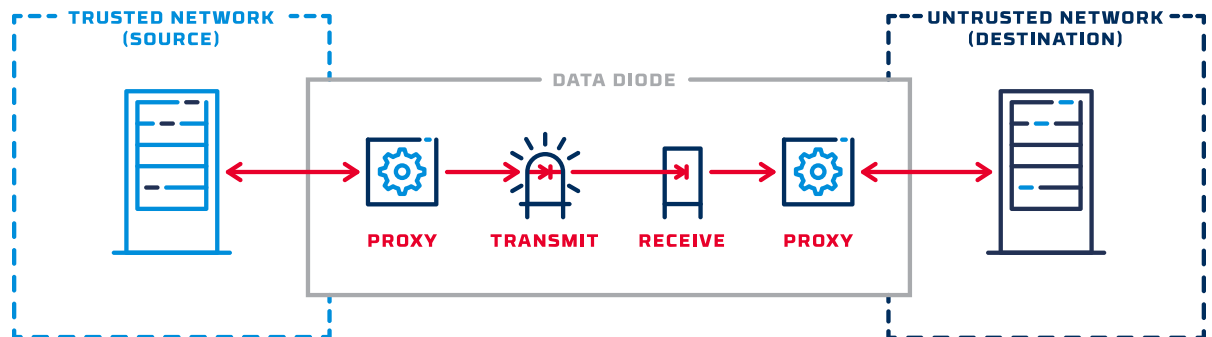 TRUSTED NETWORK
(SOURCE)
UNTRUSTED NETWORK
(DESTINATION)
DATA DIODE
PROXY
TRANSMIT
RECEIVE
PROXY